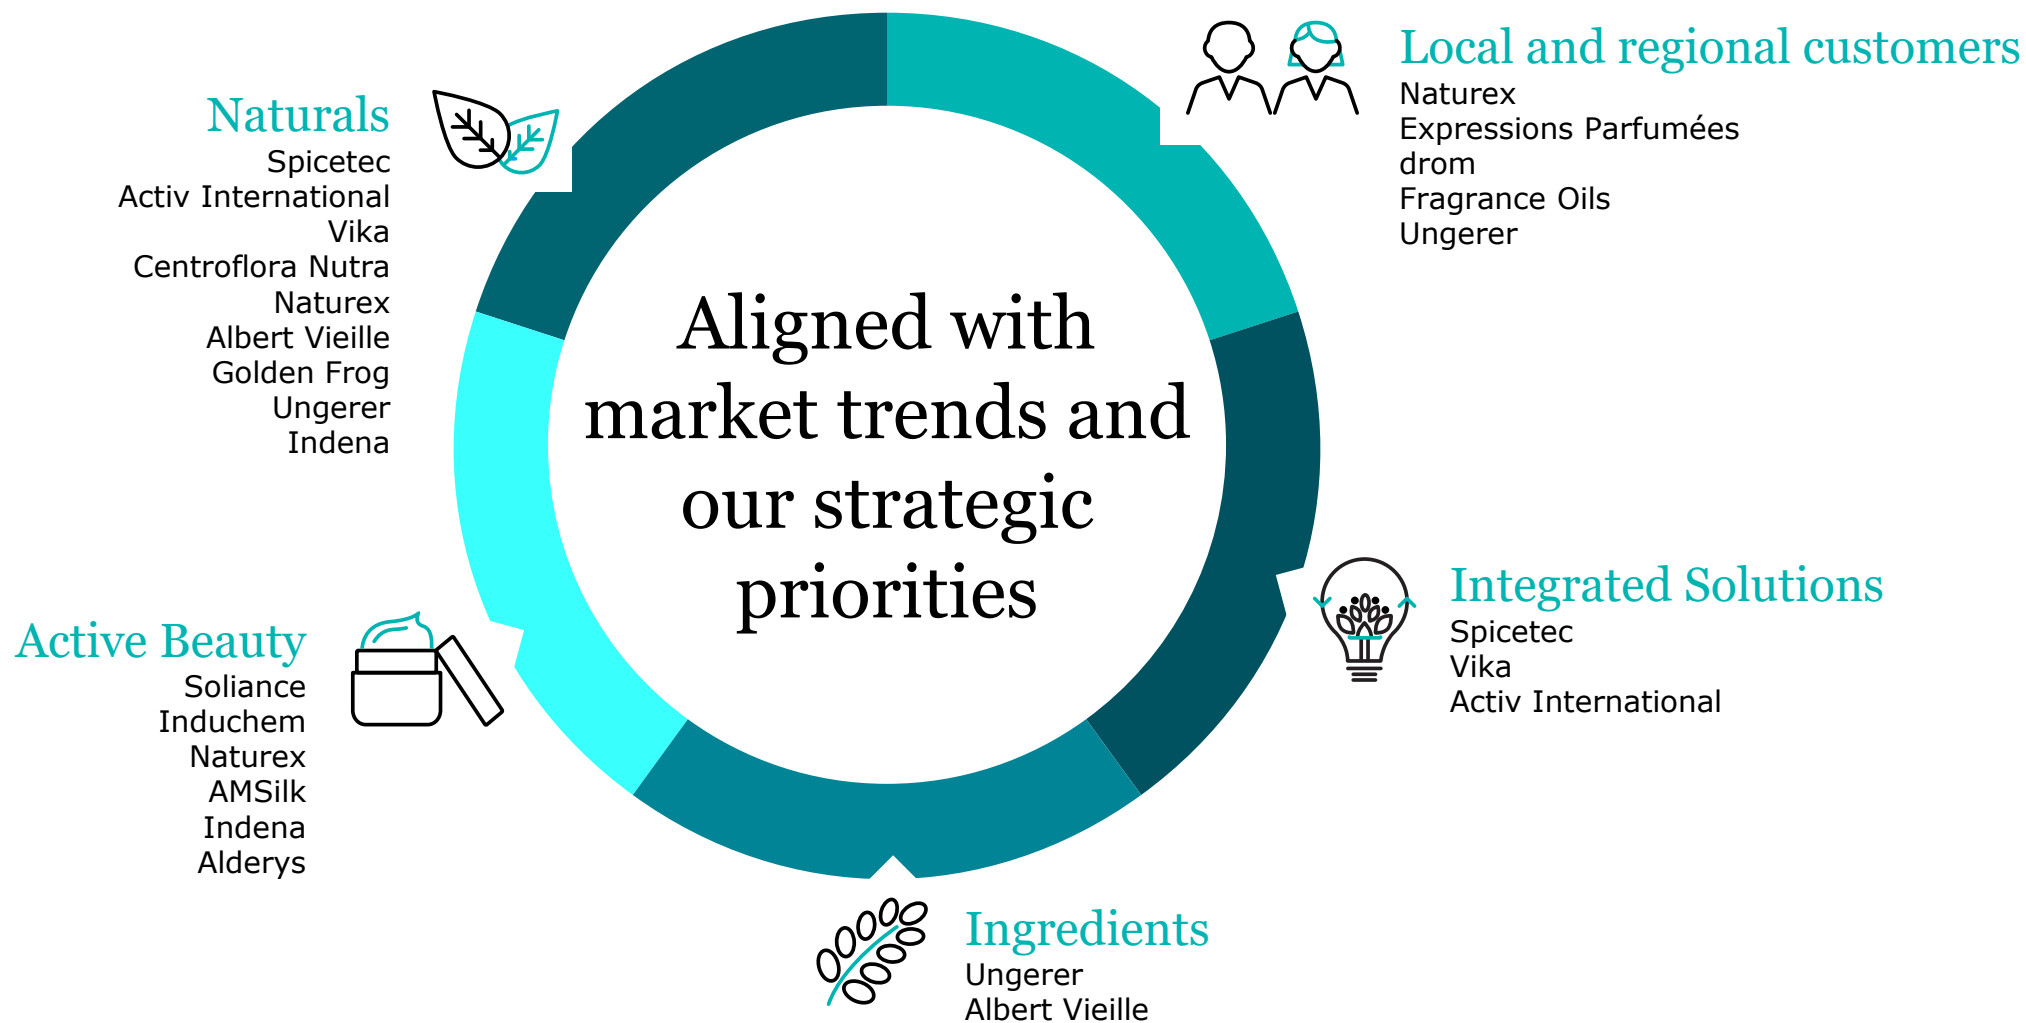 Local and regional customers
Naturex
Expressions Parfumées
drom
Fragrance Oils
Ungerer
Naturals
Spicetec
Activ International
Vika
Centroflora Nutra
Naturex
Albert Vieille
Golden Frog
Ungerer
Indena
Aligned with
market trends and
our strategic
priorities
Integrated Solutions
Spicetec
Vika
Activ International
Active Beauty
Soliance
Induchem
Naturex
AMSilk
Indena
Alderys
Ingredients
Ungerer
Albert Vieille